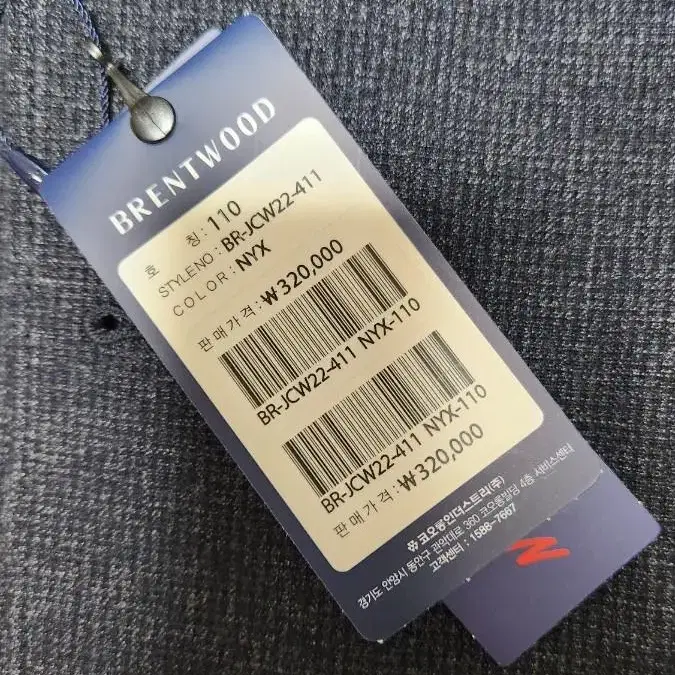 BRENTWOOD
호 칭 : 110
STYLE NO : BR-JCW22-411
COLOR : NYX
판 매 가 격 : ₩320,000
BR-JCW22-411 NYX-110
BR-JCW22-411 NYX-110
판 매 가 격 : ₩320,000
코오롱인더스트리(주)
경기도 안양시 동안구 관악대로 360 코오롱빌딩 4층 서비스센타
고객센터 : 1588-7667